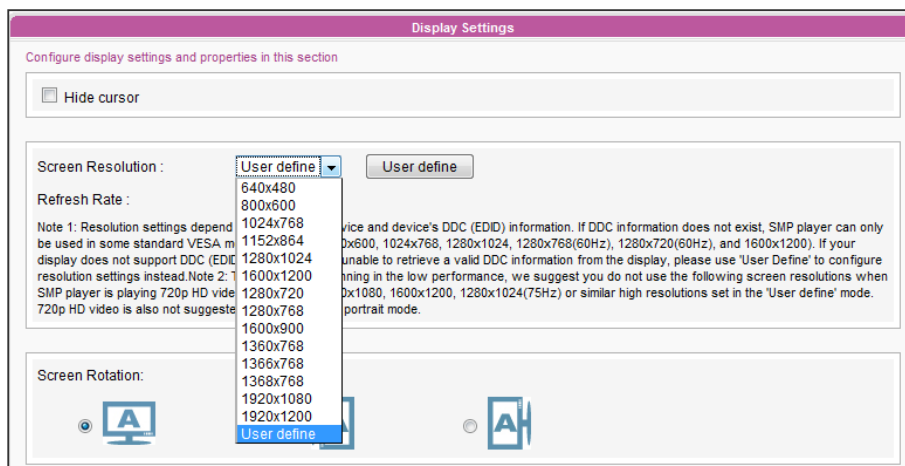 Display Settings
Configure display settings and properties in this section
Hide cursor
Screen Resolution :
User define
User define
640x480
800x600
1024x768
1152x864
1280x1024
1600x1200
1280x720
1280x768
1600x900
1360x768
1366x768
1368x768
1920x1080
1920x1200
User define
Refresh Rate :
Note 1: Resolution settings depend vice and device's DDC (EDID) information. If DDC information does not exist, SMP player can only
be used in some standard VESA 0x600, 1024x768, 1280x1024, 1280x768(60Hz), 1280x720(60Hz), and 1600x1200). If your
display does not support DDC (EDI unable to retrieve a valid DDC information from the display, please use 'User Define' to configure
resolution settings instead.Note 2: nning in the low performance, we suggest you do not use the following screen resolutions when
SMP player is playing 720p HD vide 0x1080, 1600x1200, 1280x1024(75Hz) or similar high resolutions set in the 'User define' mode.
720p HD video is also not suggeste portrait mode.
Screen Rotation:
A
A
A